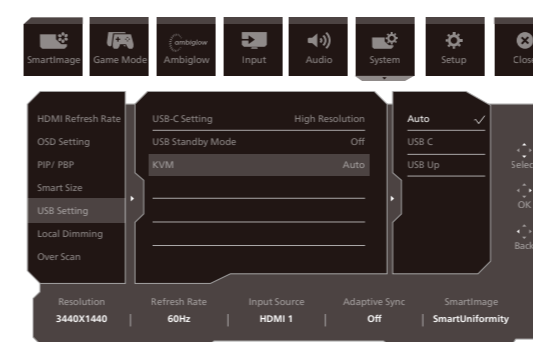 SmartImage Game Mode ambiglow Ambiglow Input Audio System Setup
HDMI Refresh Rate USB-C Setting High Resolution Auto
OSD Setting USB Standby Mode Off USB C
PIP/ PBP KVM Auto USB Up
Smart Size
USB Setting
Local Dimming
Over Scan
OK
Back
Resolution Refresh Rate Input Source Adaptive Sync SmartImage
3440X1440 | 60Hz | HDMI 1 | Off | SmartUniformity